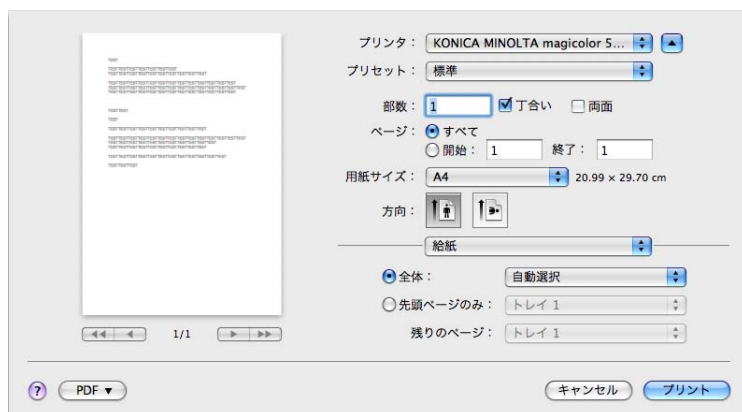 プリンタ： KONICA MINOLTA magicolor 5...
プリセット： 標準
部数： 1 丁合い 両面
ページ： すべて
開始： 1 終了： 1
用紙サイズ： A4 20.99 × 29.70 cm
方向：
給紙
全体： 自動選択
先頭ページのみ： トレイ 1
残りのページ： トレイ 1
1/1
? PDF キャンセル プリント